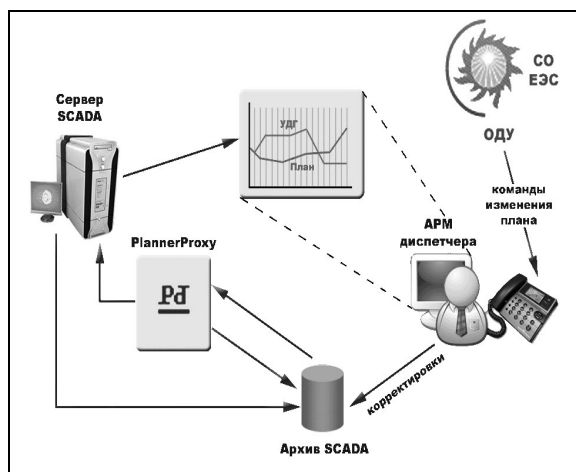 СО
ЕЭС
ОДУ
Сервер
SCADA
УДГ
План
команды
изменения
плана
АРМ
диспетчера
PlannerProxy
Pd
корректировки
Архив SCADA